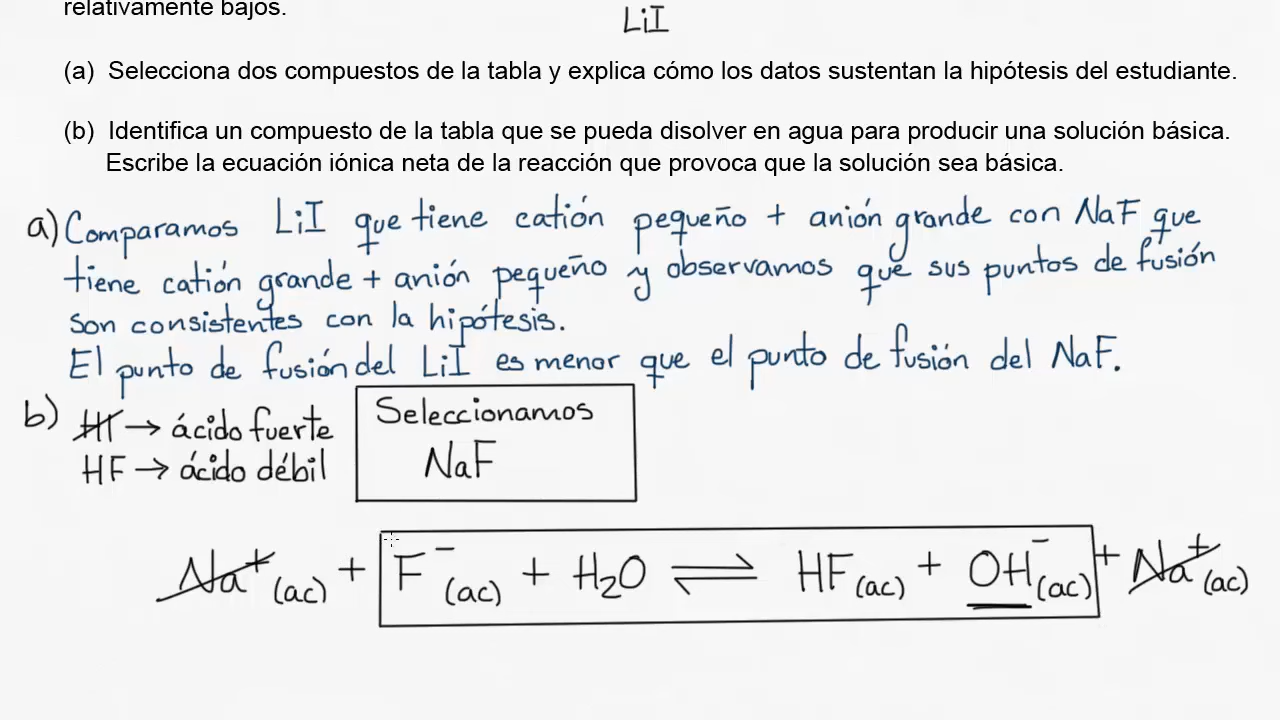 relativamente bajos.
LiI
(a) Selecciona dos compuestos de la tabla y explica cómo los datos sustentan la hipótesis del estudiante.
(b) Identifica un compuesto de la tabla que se pueda disolver en agua para producir una solución básica.
Escribe la ecuación iónica neta de la reacción que provoca que la solución sea básica.
a) Comparamos LiI que tiene catión pequeño + anión grande con NaF que
tiene catión grande + anión pequeño y observamos que sus puntos de fusión
son consistentes con la hipótesis.
El punto de fusión del LiI es menor que el punto de fusión del NaF.
b) HI → ácido fuerte
HF → ácido débil
Seleccionamos
NaF
Na⁺(ac) + F⁻(ac) + H₂O ⇌ HF(ac) + OH⁻(ac) + Na⁺(ac)